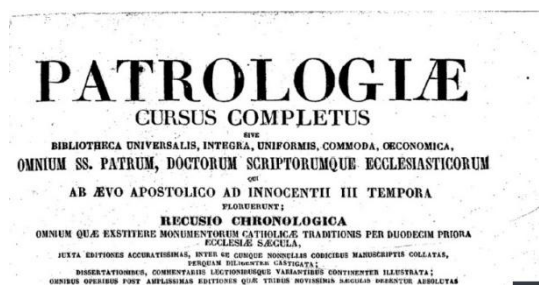 PATROLOGIÆ
CURSUS COMPLETUS
SIVE
BIBLIOTHECA UNIVERSALIS, INTEGRA, UNIFORMIS, COMMODA, ŒCONOMICA,
OMNIUM SS. PATRUM, DOCTORUM SCRIPTORUMQUE ECCLESIASTICORUM
QUI
AB ÆVO APOSTOLICO AD INNOCENTII III TEMPORA
FLORUERUNT;
RECUSIO CHRONOLOGICA
OMNIUM QUÆ EXSTITERE MONUMENTORUM CATHOLICÆ TRADITIONIS PER DUODECIM PRIORA
ECCLESIÆ SÆCULA,
JUXTA EDITIONES ACCURATISSIMAS, INTER SE CUMQUE NONNULLIS CODICIBUS MANUSCRIPTIS COLLATAS,
PERQUAM DILIGENTER CASTIGATA;
DISSERTATIONIBUS, COMMENTARIIS LECTIONIBUSQUE VARIANTIBUS CONTINENTER ILLUSTRATA;
OMNIBUS OPERIBUS POST AMPLISSIMAS EDITIONES QUÆ TRIBUS NOVISSIMIS SÆCULIS DEBENTUR ABSOLUTAS